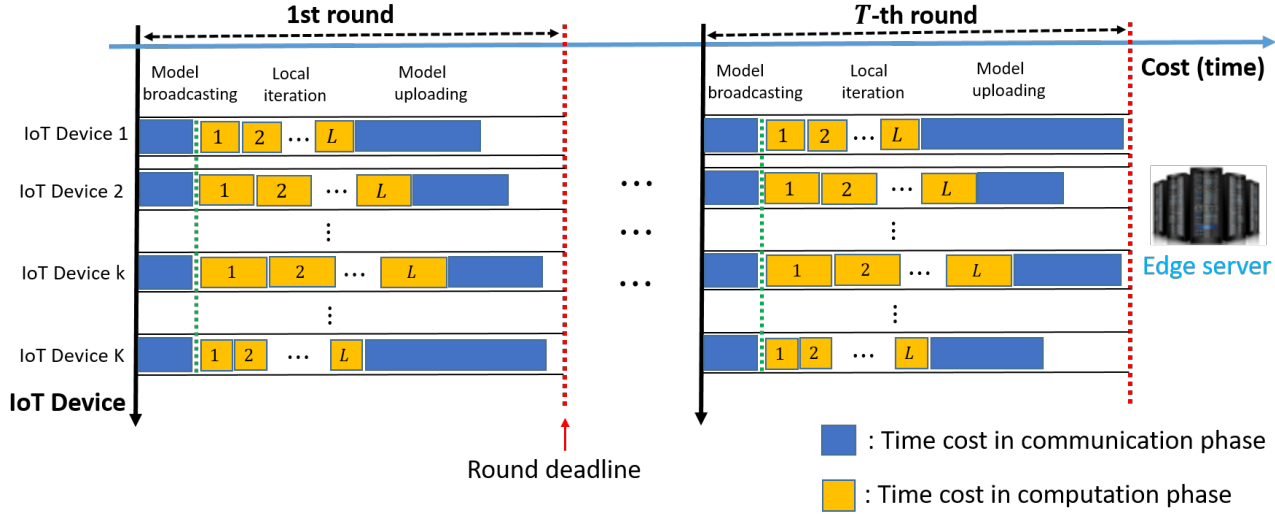 1st round
T-th round
Cost (time)
Model
broadcasting
Local
iteration
Model
uploading
Model
broadcasting
Local
iteration
Model
uploading
IoT Device 1
1 2 ... L
1 2 ... L
IoT Device 2
1 2 ... L
...
1 2 ... L
⋮
...
⋮
IoT Device k
1 2 ... L
...
1 2 ... L
Edge server
⋮
⋮
IoT Device K
1 2 ... L
1 2 ... L
IoT Device
Round deadline
: Time cost in communication phase
: Time cost in computation phase